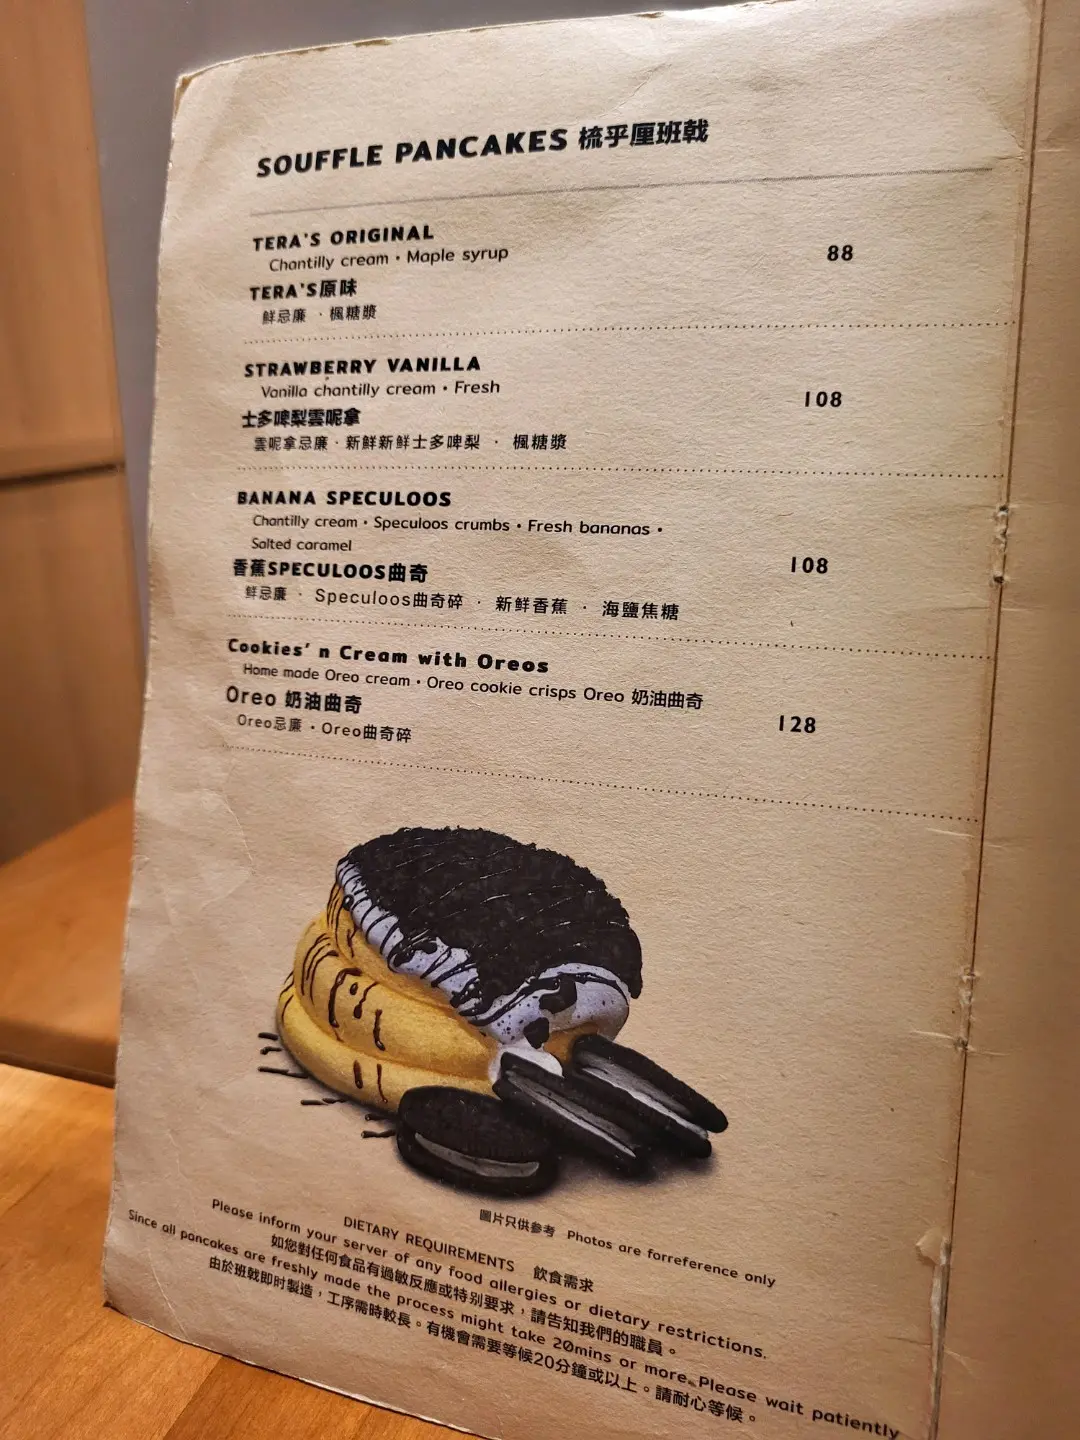 SOUFFLE PANCAKES 梳乎厘班戟
TERA'S ORIGINAL
Chantilly cream • Maple syrup
88
TERA'S原味
鮮忌廉 · 楓糖漿
STRAWBERRY VANILLA
Vanilla chantilly cream • Fresh
108
士多啤梨雲呢拿
雲呢拿忌廉 · 新鮮新鮮士多啤梨 · 楓糖漿
BANANA SPECULOOS
Chantilly cream • Speculoos crumbs • Fresh bananas •
Salted caramel
108
香蕉SPECULOOS曲奇
鮮忌廉 · Speculoos曲奇碎 · 新鮮香蕉 · 海鹽焦糖
Cookies' n Cream with Oreos
Home made Oreo cream • Oreo cookie crisps Oreo 奶油曲奇
128
Oreo 奶油曲奇
Oreo忌廉 • Oreo曲奇碎
圖片只供參考 Photos are forreference only
DIETARY REQUIREMENTS 飲食需求
Please inform your server of any food allergies or dietary restrictions.
如您對任何食品有過敏反應或特別要求，請告知我們的職員。
Since all pancakes are freshly made the process might take 20mins or more. Please wait patiently
由於班戟即时製造，工序需時較長。有機會需要等候20分鐘或以上。請耐心等候。